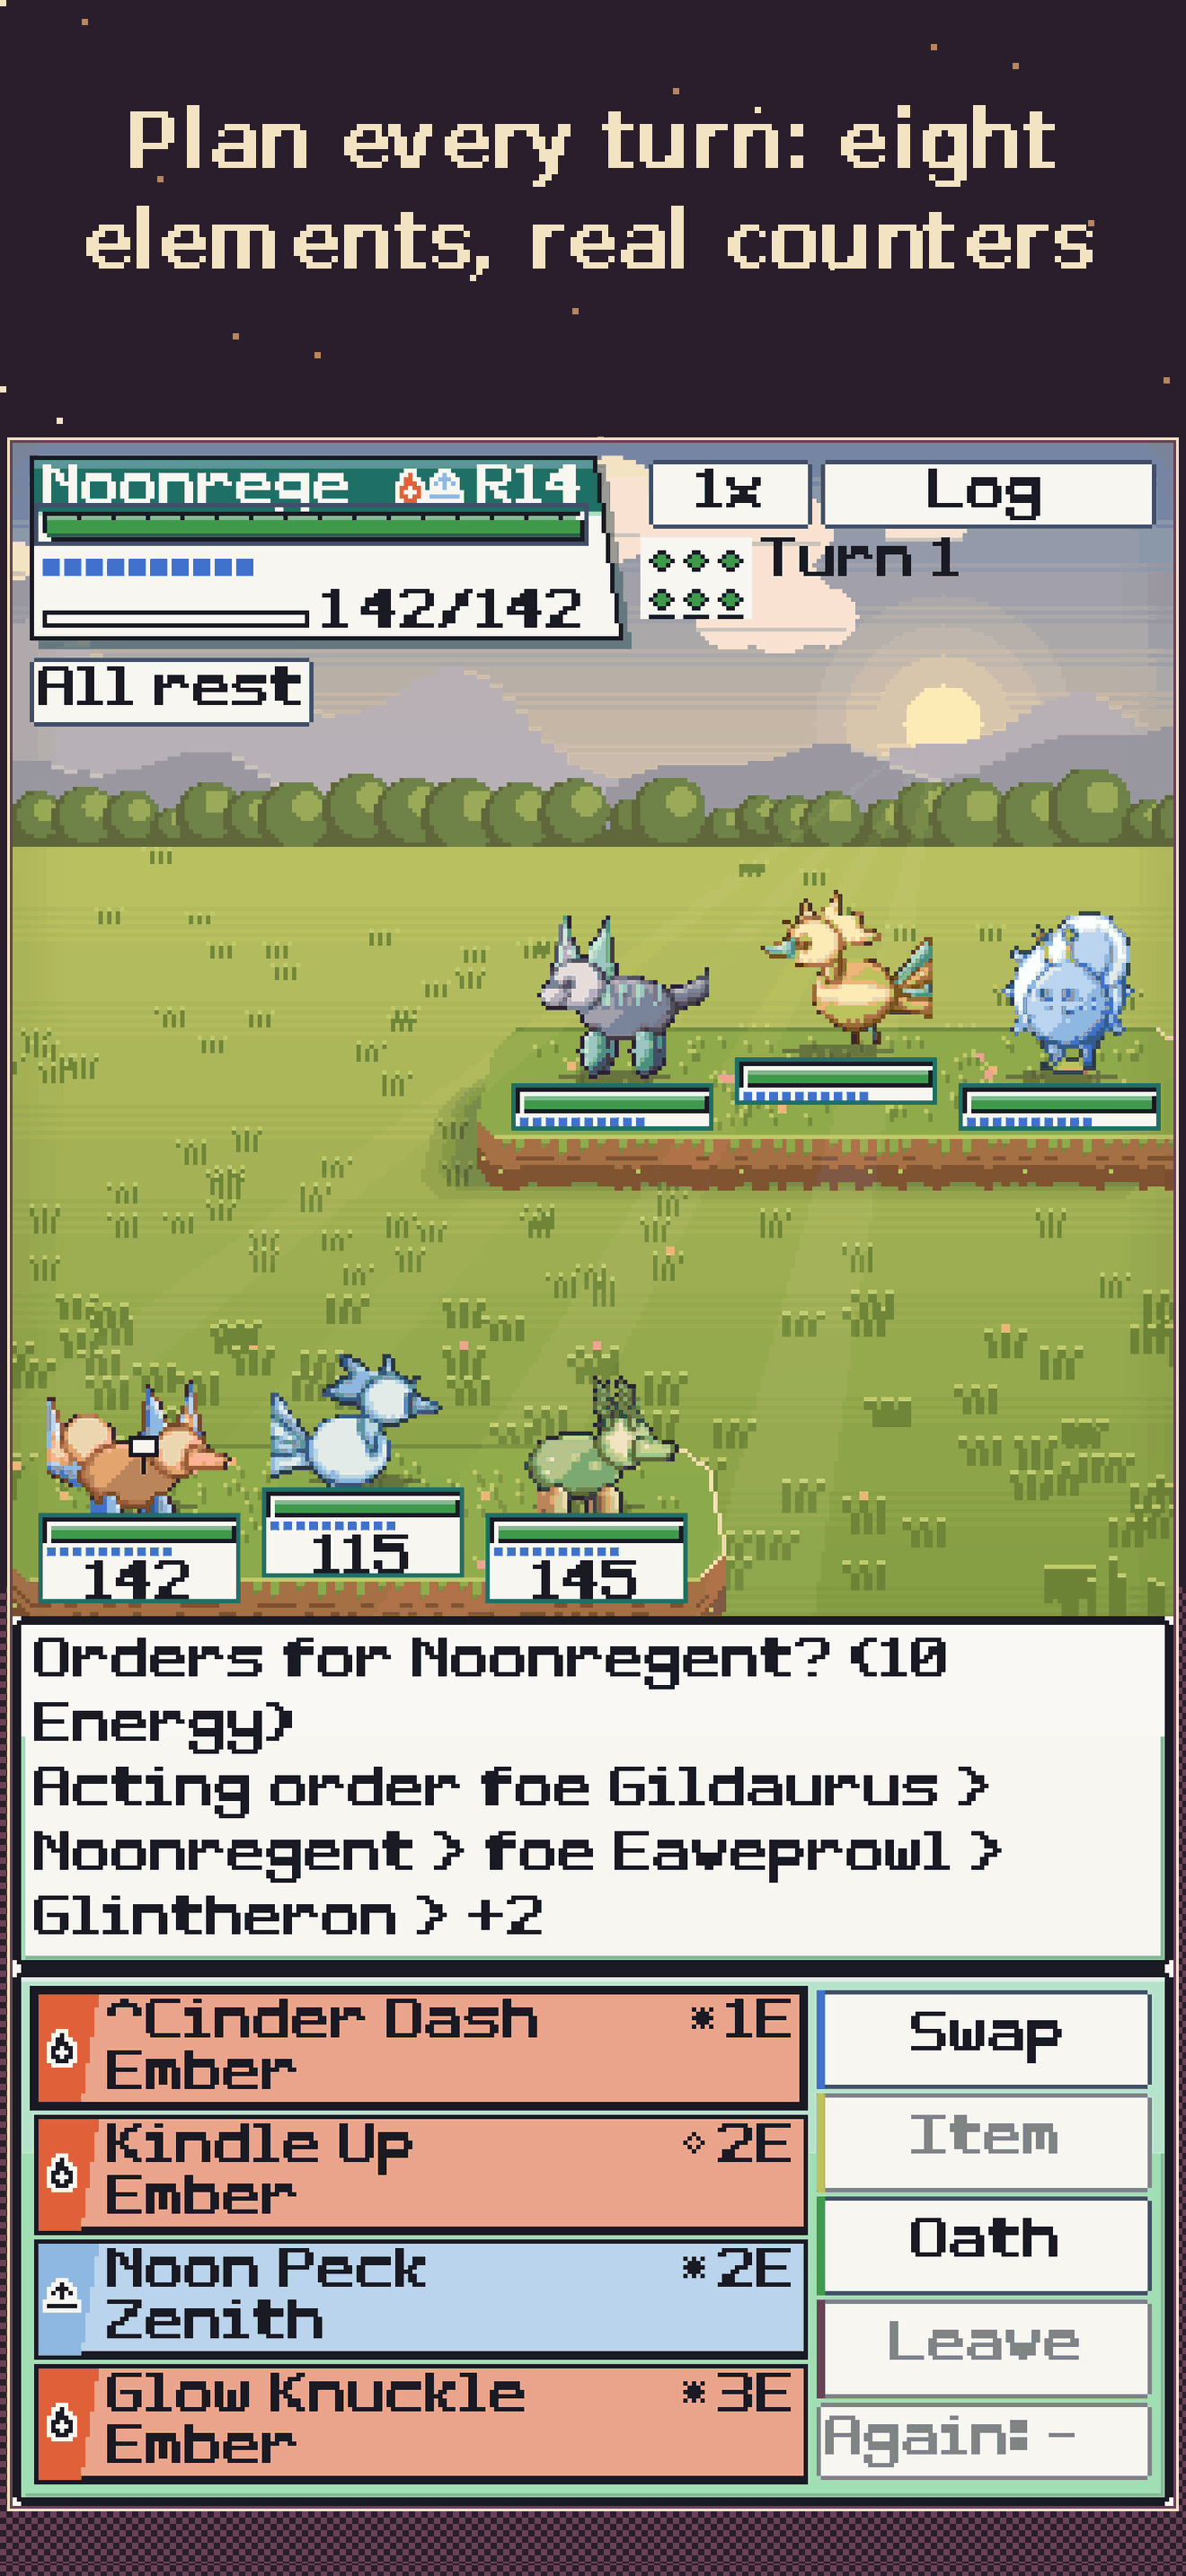 Plan every turn: eight
elements, real counters
Noonrege R14
1x
Log
Turn 1
142/142
All rest
142
115
145
Orders for Noonregent? (10
Energy)
Acting order foe Gildaurus >
Noonregent > foe Eaveprowl >
Glintheron > +2
^Cinder Dash *1E
Ember
Kindle Up ◇2E
Ember
Noon Peck *2E
Zenith
Glow Knuckle *3E
Ember
Swap
Item
Oath
Leave
Again: -